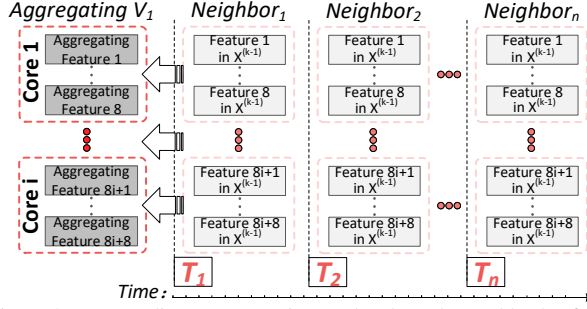 Aggregating V1
Neighbor1
Neighbor2
Neighborn
Core 1
Aggregating
Feature 1
Aggregating
Feature 8
Feature 1
in X(k-1)
Feature 8
in X(k-1)
Feature 1
in X(k-1)
Feature 8
in X(k-1)
Feature 1
in X(k-1)
Feature 8
in X(k-1)
Core i
Aggregating
Feature 8i+1
Aggregating
Feature 8i+8
Feature 8i+1
in X(k-1)
Feature 8i+8
in X(k-1)
Feature 8i+1
in X(k-1)
Feature 8i+8
in X(k-1)
Feature 8i+1
in X(k-1)
Feature 8i+8
in X(k-1)
T1
T2
Tn
Time: